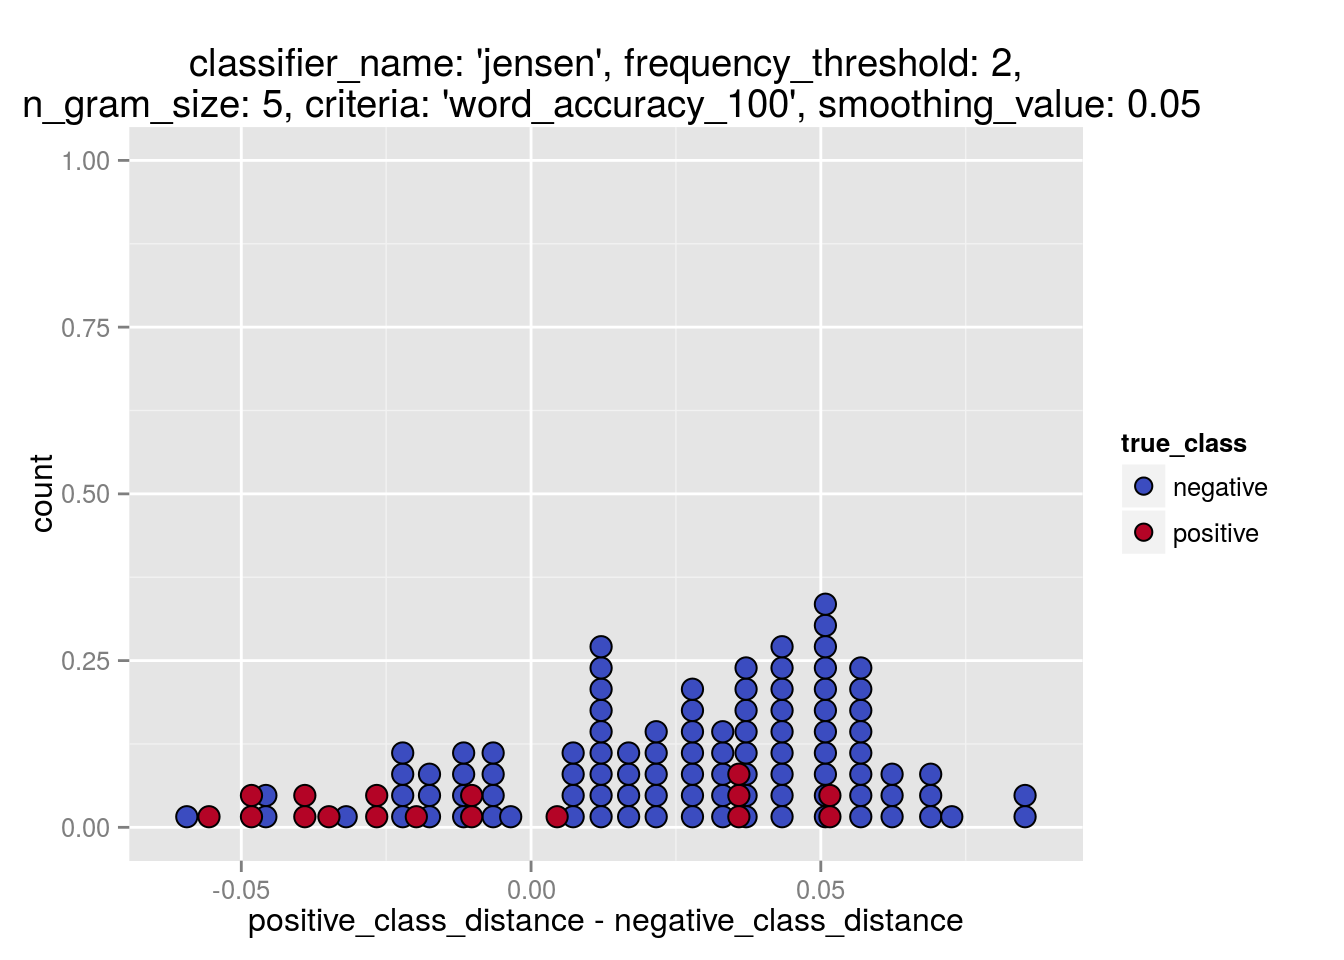 classifier_name: 'jensen', frequency_threshold: 2,
n_gram_size: 5, criteria: 'word_accuracy_100', smoothing_value: 0.05
1.00
0.75
0.50
0.25
0.00
count
-0.05
0.00
0.05
positive_class_distance - negative_class_distance
true_class
negative
positive